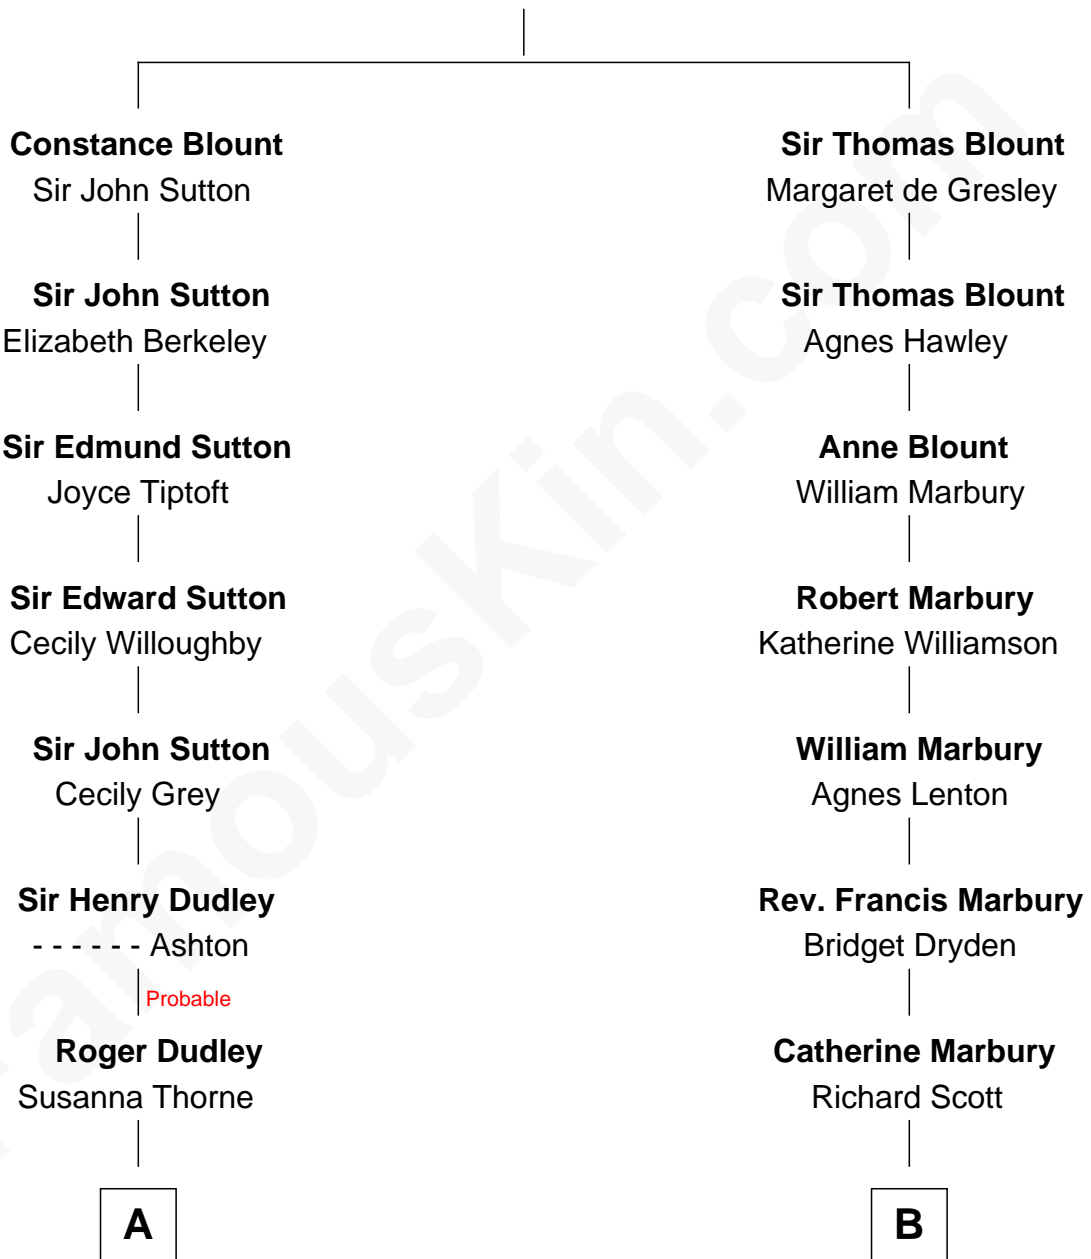 Constance Blount
Sir John Sutton
Sir John Sutton
Elizabeth Berkeley
Sir Edmund Sutton
Joyce Tiptoft
Sir Edward Sutton
Cecily Willoughby
Sir John Sutton
Cecily Grey
Sir Henry Dudley
- - - - - - Ashton
Probable
Roger Dudley
Susanna Thorne
A
Sir Thomas Blount
Margaret de Gresley
Sir Thomas Blount
Agnes Hawley
Anne Blount
William Marbury
Robert Marbury
Katherine Williamson
William Marbury
Agnes Lenton
Rev. Francis Marbury
Bridget Dryden
Catherine Marbury
Richard Scott
B
FamousKin.com